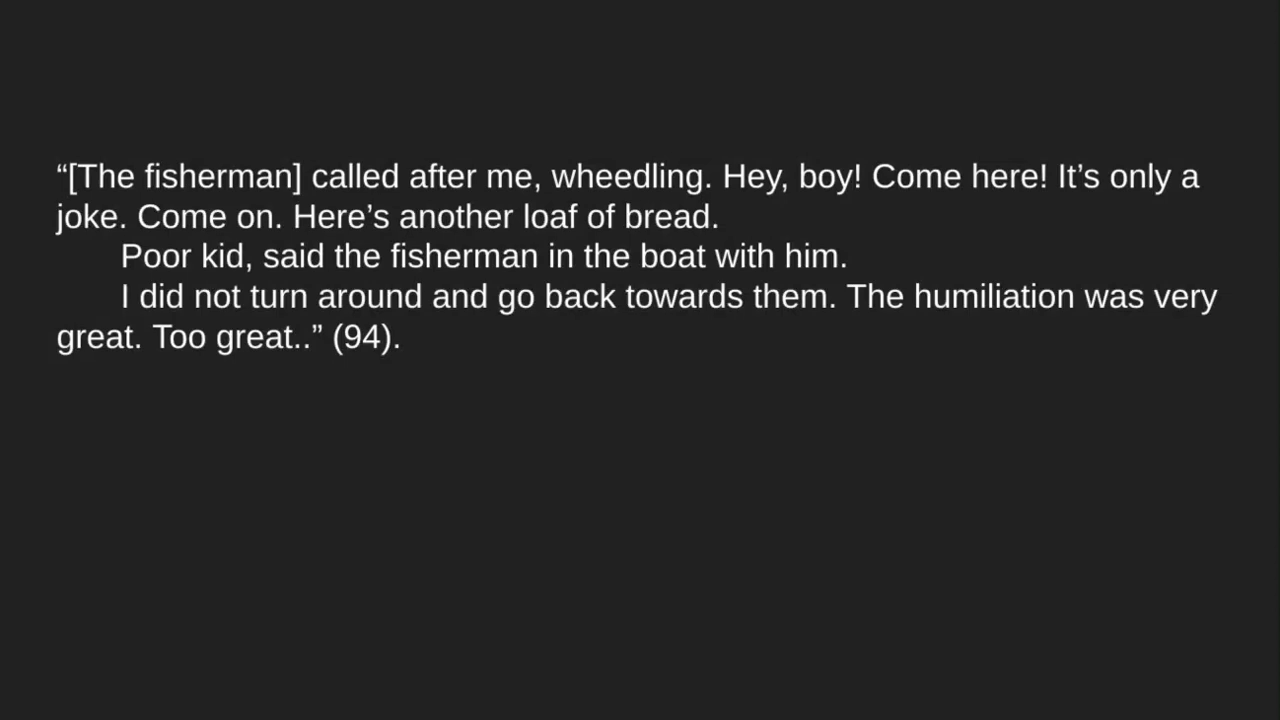 “[The fisherman] called after me, wheedling. Hey, boy! Come here! It’s only a
joke. Come on. Here’s another loaf of bread.
Poor kid, said the fisherman in the boat with him.
I did not turn around and go back towards them. The humiliation was very
great. Too great..” (94).